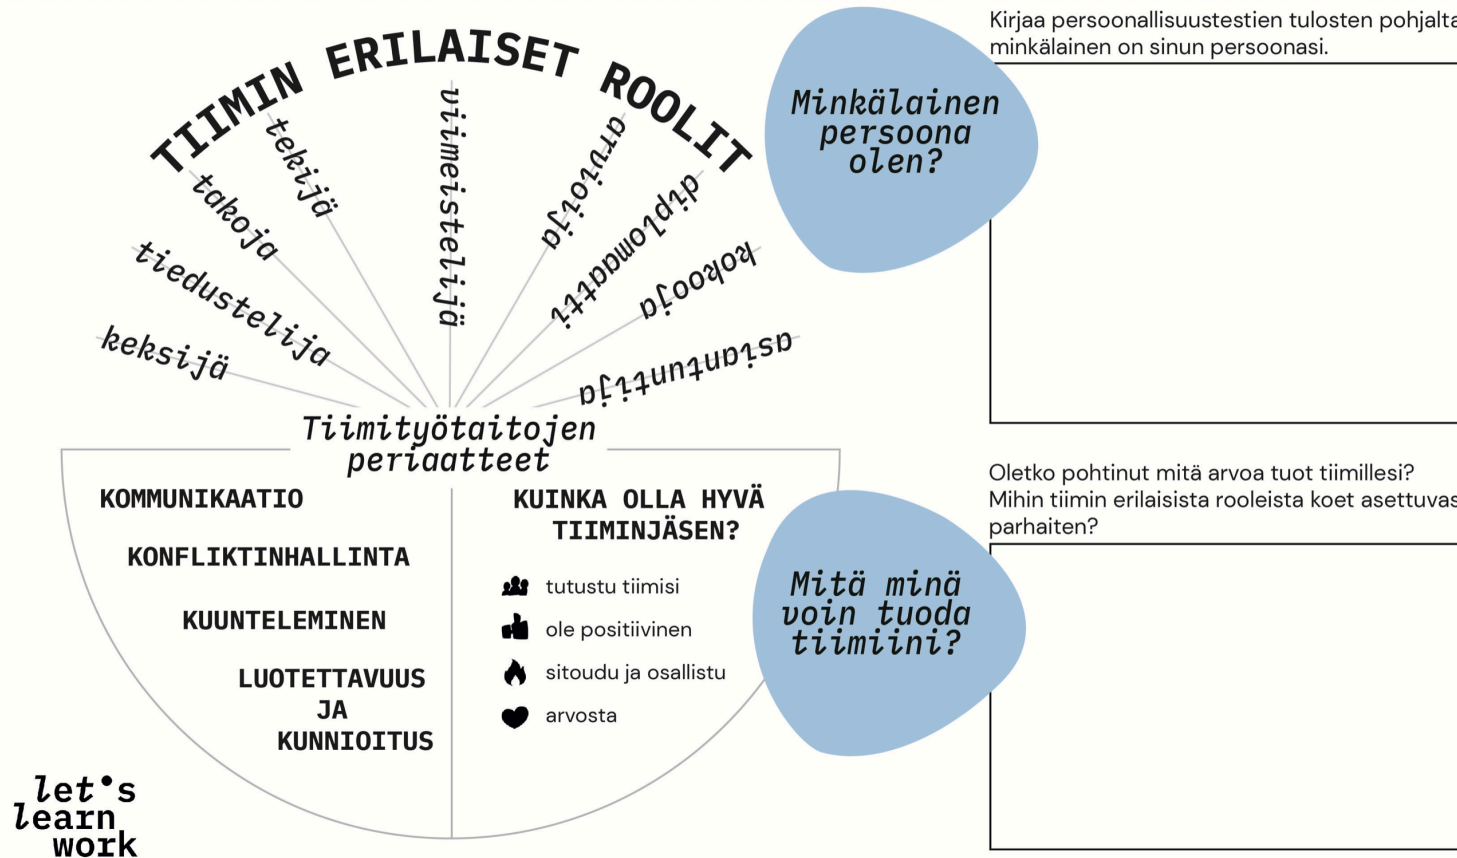 TIIMIN ERILAISET ROOLIT
keksijä
tiedustelija
takoja
tekijä
viimeistelijä
arvioija
diplomaatti
kokooja
asiantuntija
Tiimityötaitojen
periaatteet
KOMMUNIKAATIO
KONFLIKTINHALLINTA
KUUNTELEMINEN
LUOTETTAVUUS
JA
KUNNIOITUS
KUINKA OLLA HYVÄ
TIIMINJÄSEN?
tutustu tiimisi
ole positiivinen
sitoudu ja osallistu
arvosta
Minkälainen
persoona
olen?
Kirjaa persoonallisuustestien tulosten pohjalta
minkälainen on sinun persoonasi.
Mitä minä
voin tuoda
tiimiini?
Oletko pohtinut mitä arvoa tuot tiimillesi?
Mihin tiimin erilaisista rooleista koet asettuvas
parhaiten?
let's
learn
work